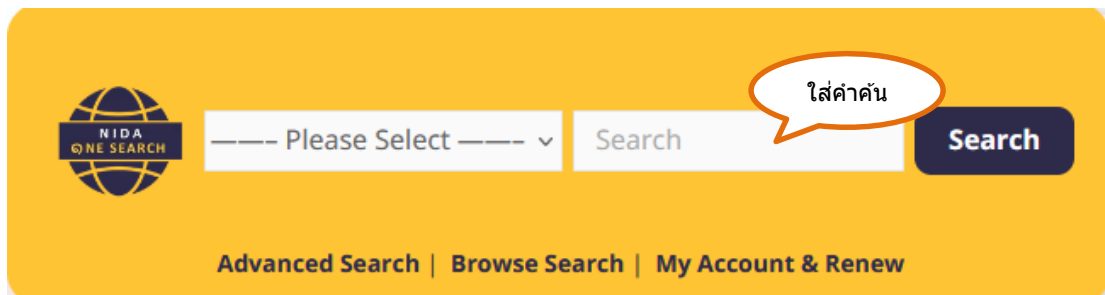 ใส่คำค้น
NIDA
ONE SEARCH
——– Please Select ——–
Search
Search
Advanced Search | Browse Search | My Account & Renew